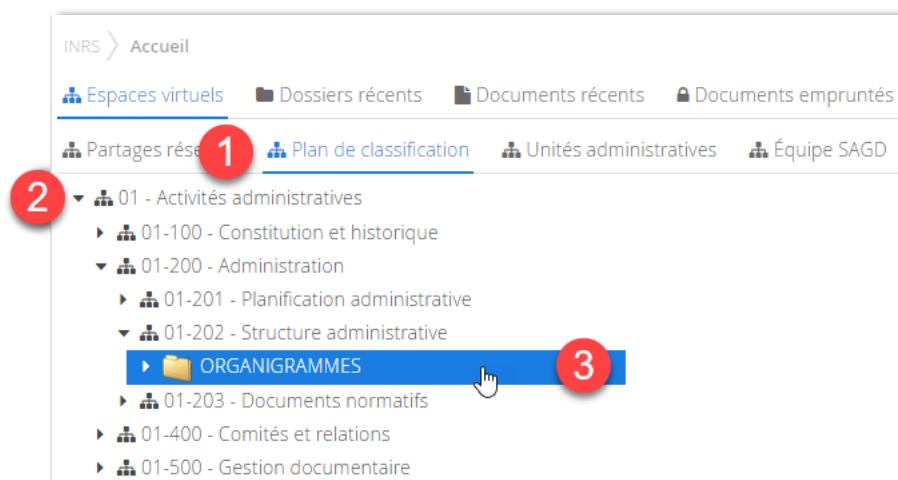 INRS > Accueil
Espaces virtuels Dossiers récents Documents récents Documents empruntés
Partages rése 1 Plan de classification Unités administratives Équipe SAGD
2 01 - Activités administratives
01-100 - Constitution et historique
01-200 - Administration
01-201 - Planification administrative
01-202 - Structure administrative
ORGANIGRAMMES 3
01-203 - Documents normatifs
01-400 - Comités et relations
01-500 - Gestion documentaire